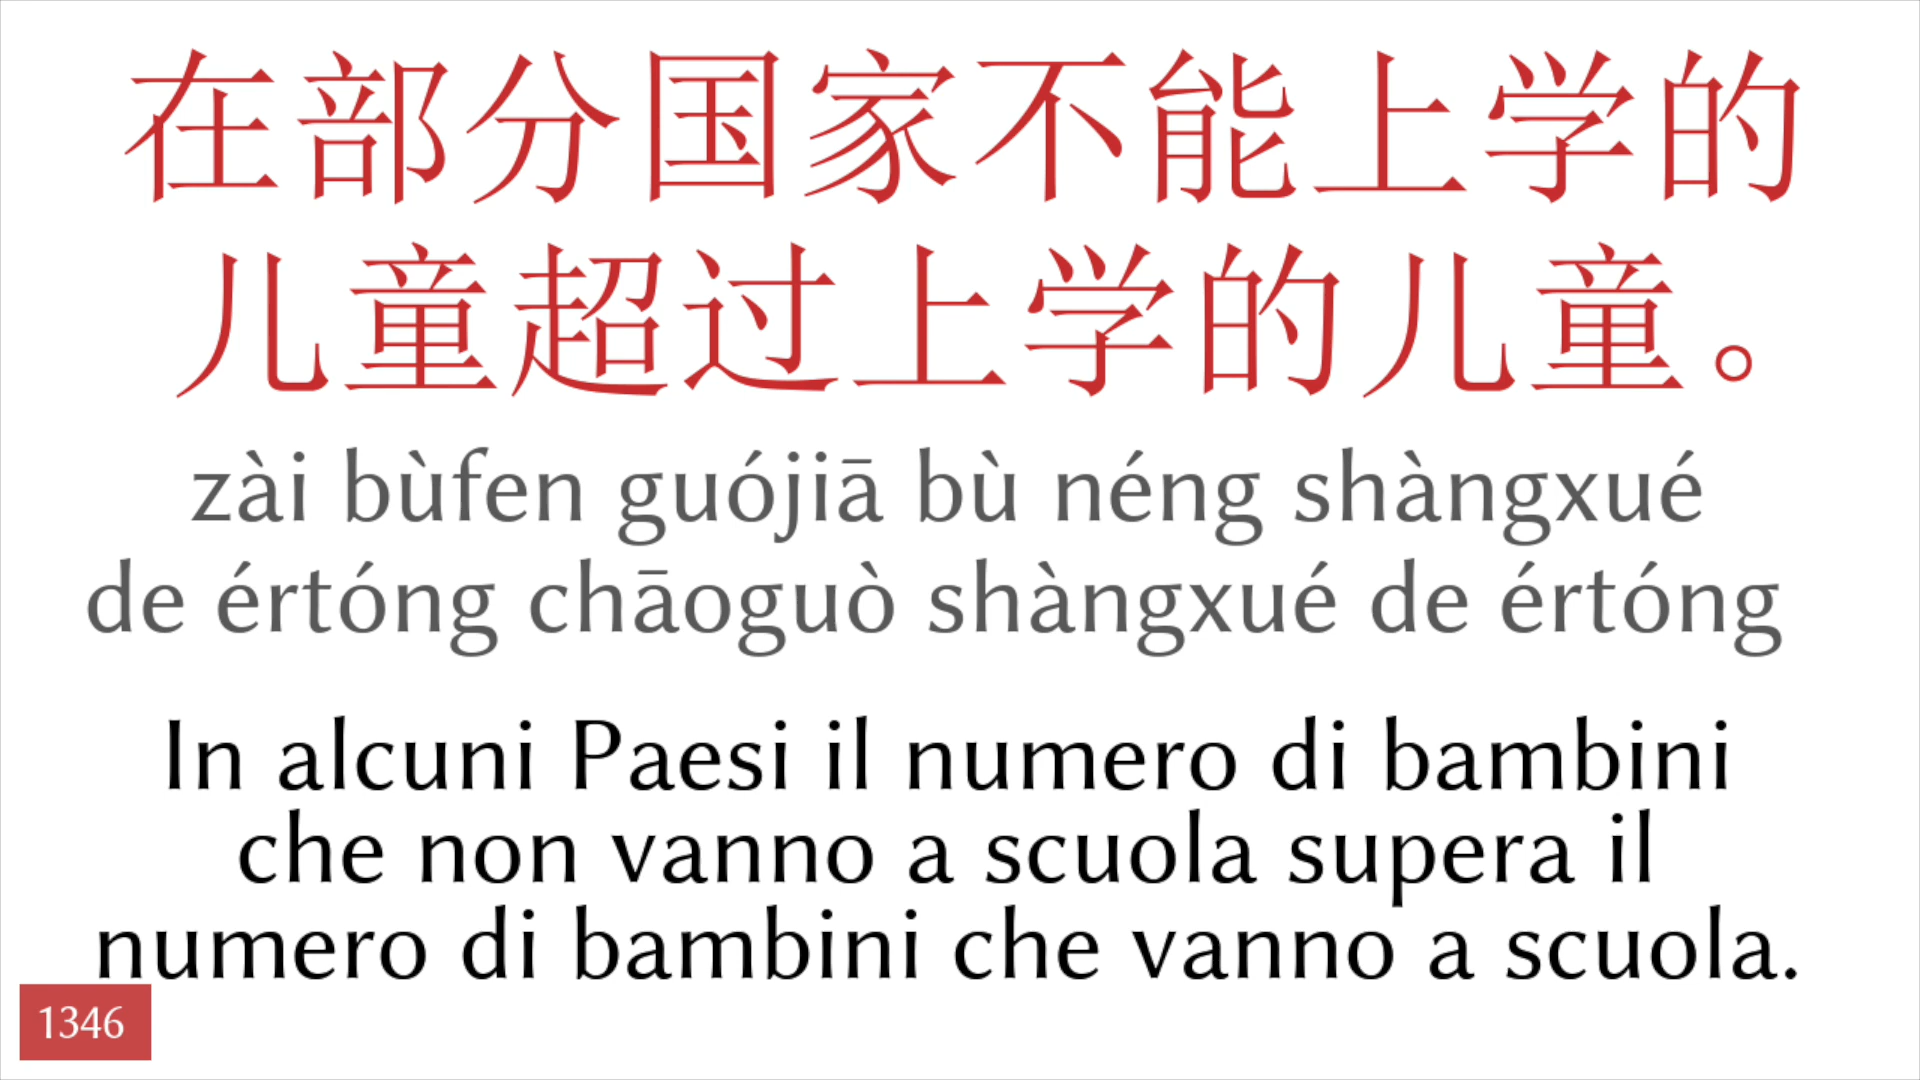 在部分国家不能上学的
儿童超过上学的儿童。
zài bùfen guójiā bù néng shàngxué
de értóng chāoguò shàngxué de értóng
In alcuni Paesi il numero di bambini
che non vanno a scuola supera il
numero di bambini che vanno a scuola.
1346